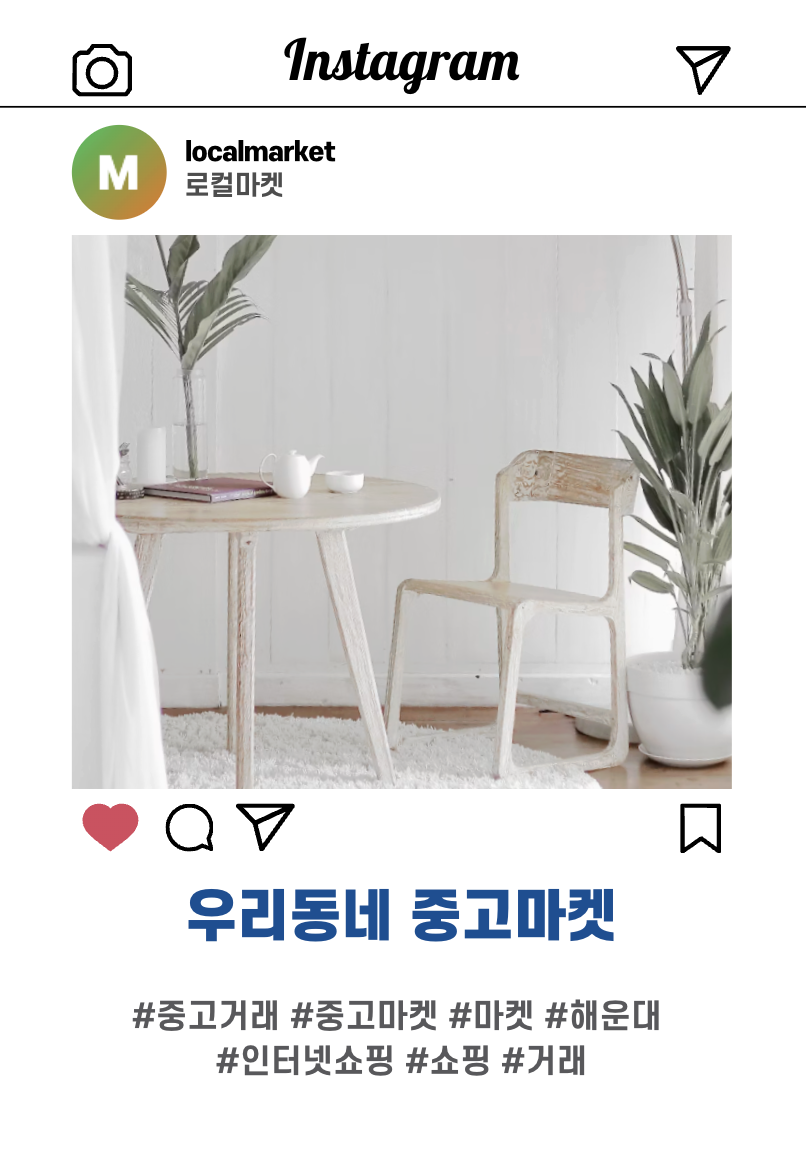 Instagram
M
localmarket
로컬마켓
우리동네 중고마켓
#중고거래 #중고마켓 #마켓 #해운대
#인터넷쇼핑 #쇼핑 #거래